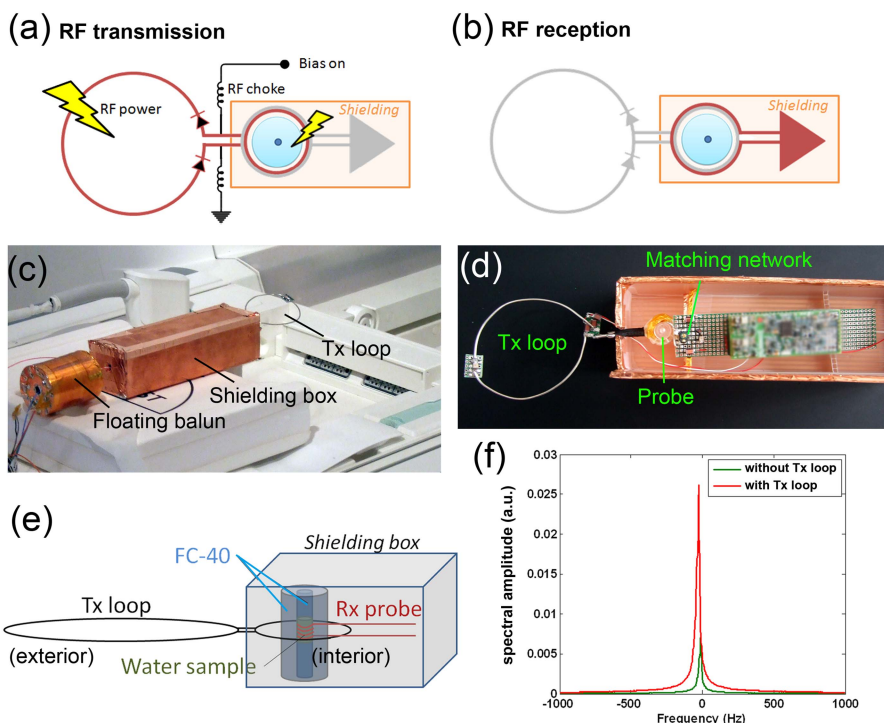 (a) RF transmission
Bias on
RF choke
RF power
Shielding
(b) RF reception
Shielding
(c)
Tx loop
Shielding box
Floating balun
(d)
Matching network
Tx loop
Probe
(e)
Shielding box
FC-40
Tx loop
Rx probe
(exterior)
(interior)
Water sample
(f)
0.03
0.025
0.02
0.015
0.01
0.005
0
without Tx loop
with Tx loop
spectral amplitude (a.u.)
-1000 -500 0 500 1000
Frequency (Hz)